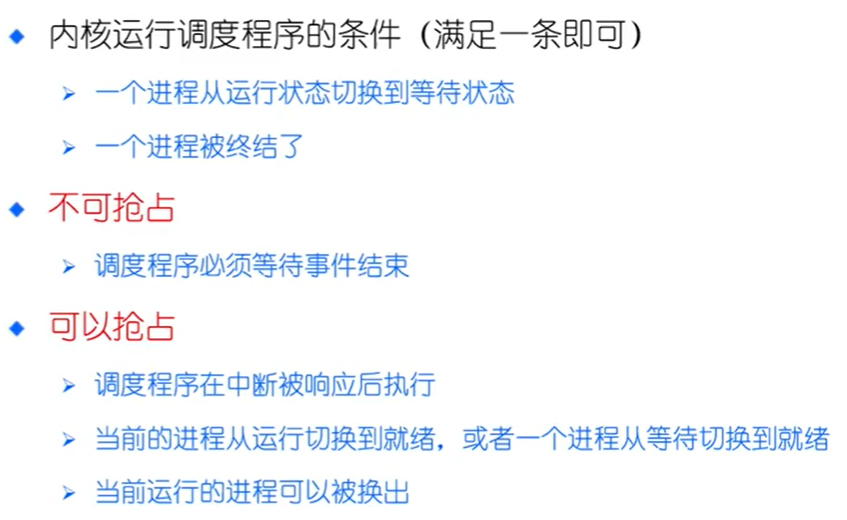 内核运行调度程序的条件（满足一条即可）
一个进程从运行状态切换到等待状态
一个进程被终结了
不可抢占
调度程序必须等待事件结束
可以抢占
调度程序在中断被响应后执行
当前的进程从运行切换到就绪，或者一个进程从等待切换到就绪
当前运行的进程可以被换出